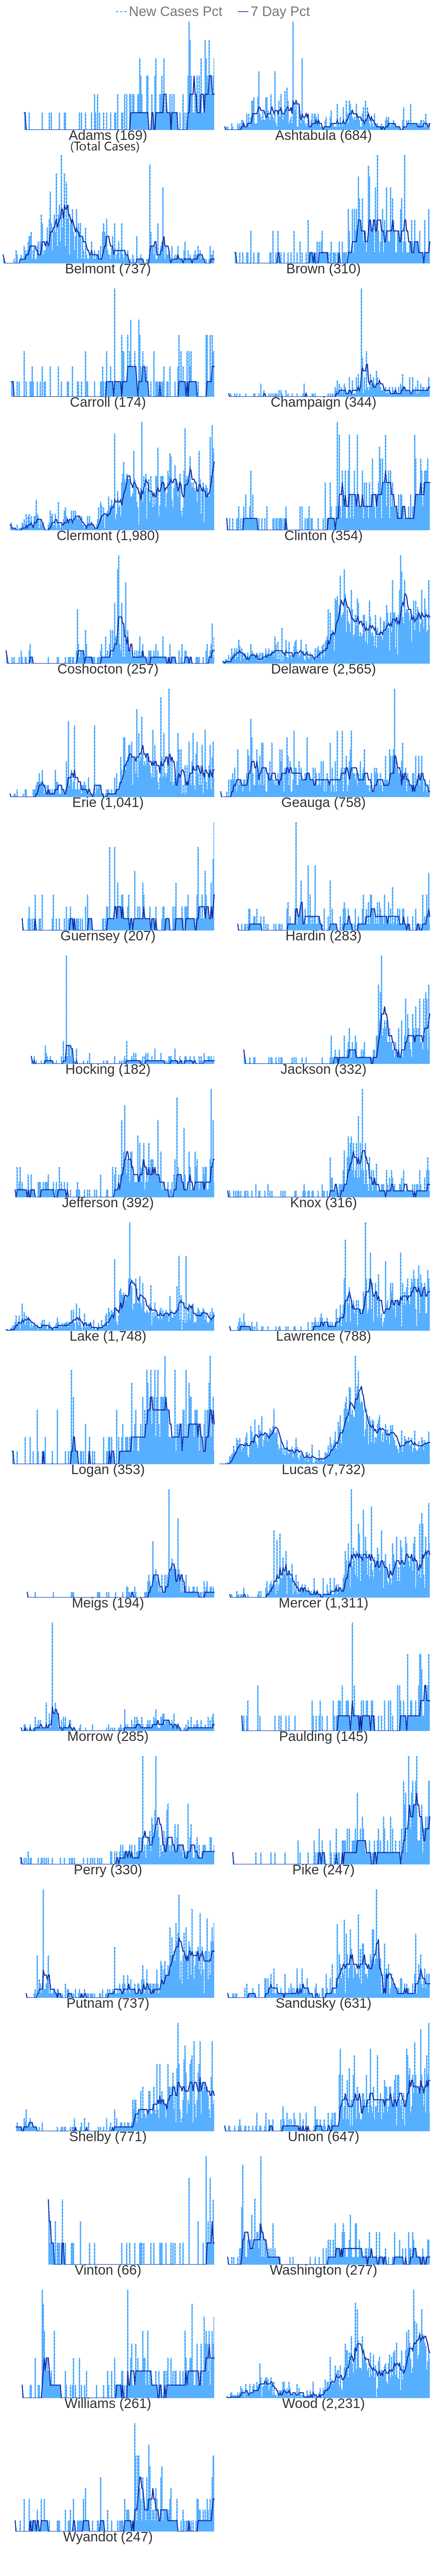 New Cases Pct 7 Day Pct
Adams (169) Ashtabula (684)
(Total Cases)
Belmont (737) Brown (310)
Carroll (174) Champaign (344)
Clermont (1,980) Clinton (354)
Coshocton (257) Delaware (2,565)
Erie (1,041) Geauga (758)
Guernsey (207) Hardin (283)
Hocking (182) Jackson (332)
Jefferson (392) Knox (316)
Lake (1,748) Lawrence (788)
Logan (353) Lucas (7,732)
Meigs (194) Mercer (1,311)
Morrow (285) Paulding (145)
Perry (330) Pike (247)
Putnam (737) Sandusky (631)
Shelby (771) Union (647)
Vinton (66) Washington (277)
Williams (261) Wood (2,231)
Wyandot (247)